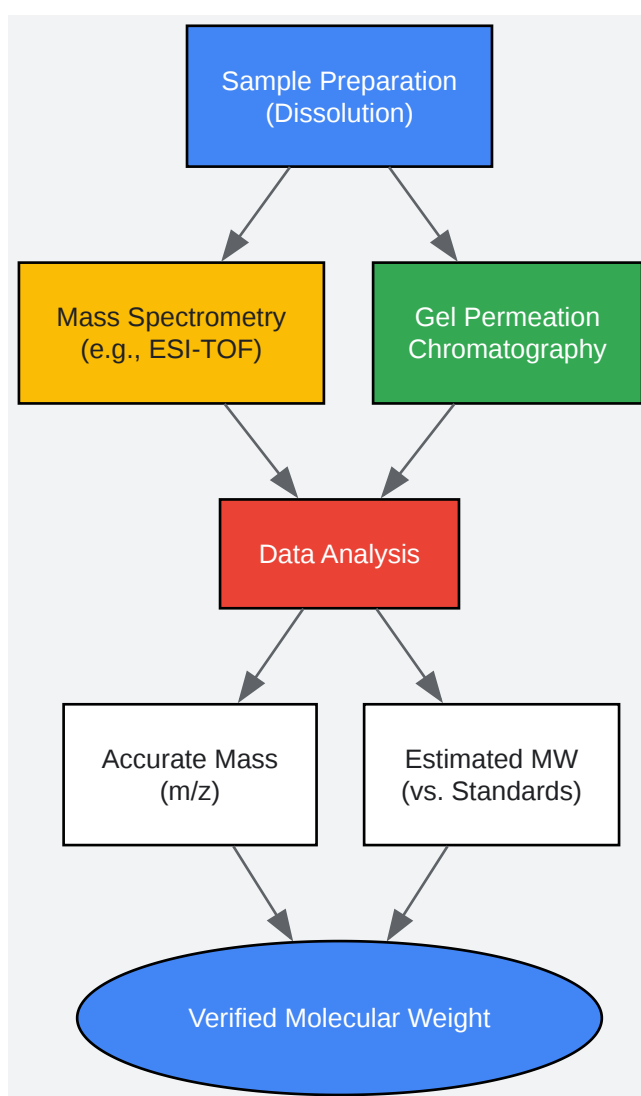 Sample Preparation
(Dissolution)
Mass Spectrometry
(e.g., ESI-TOF)
Gel Permeation
Chromatography
Data Analysis
Accurate Mass
(m/z)
Estimated MW
(vs. Standards)
Verified Molecular Weight